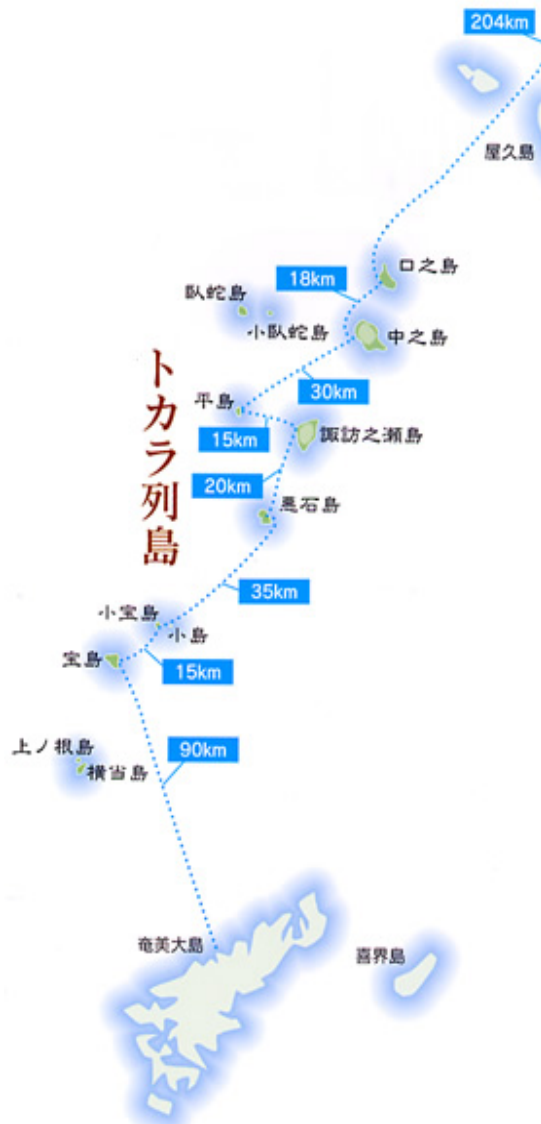 204km
屋久島
口之島
18km
臥蛇島
小臥蛇島
中之島
トカラ列島
30km
平島
15km
諏訪之瀬島
20km
悪石島
35km
小宝島
小島
宝島
15km
上ノ根島
90km
横当島
奄美大島
喜界島